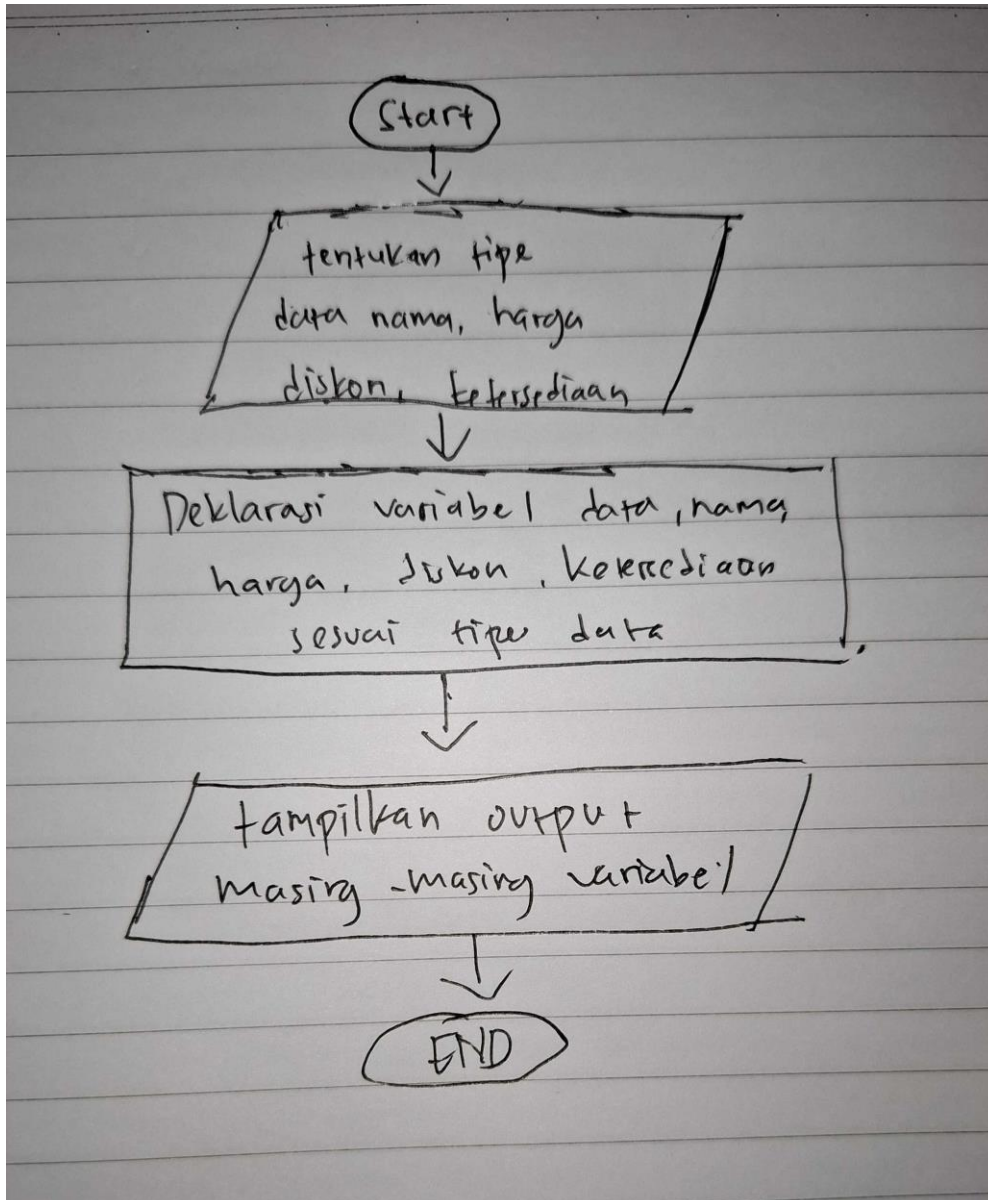 Start
tentukan tipe
data nama, harga
diskon, ketersediaan
Deklarasi variabel data, nama,
harga, diskon, ketersediaan
sesuai tipe data
tampilkan output
masing-masing variabel
END